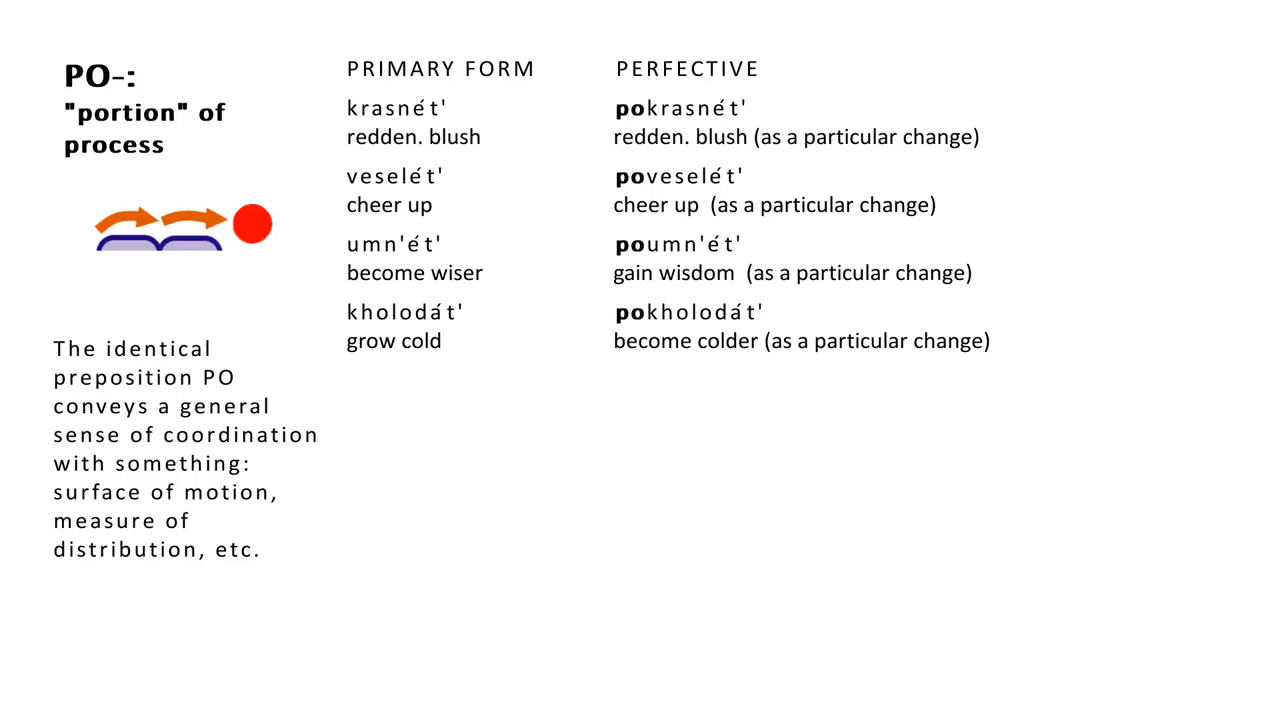 PO-:
"portion" of
process
The identical
preposition PO
conveys a general
sense of coordination
with something:
surface of motion,
measure of
distribution, etc.
PRIMARY FORM
krasnét'
redden. blush
veselét'
cheer up
umn'ét'
become wiser
kholodát'
grow cold
PERFECTIVE
pokrasnét'
redden. blush (as a particular change)
poveselét'
cheer up  (as a particular change)
poumn'ét'
gain wisdom  (as a particular change)
pokholodát'
become colder (as a particular change)